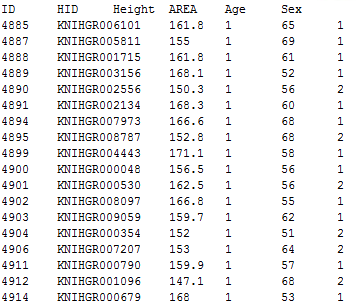 ID HID Height AREA Age Sex
4885 KNIHGR006101 161.8 1 65 1
4887 KNIHGR005811 155 1 69 1
4888 KNIHGR001715 161.8 1 61 1
4889 KNIHGR003156 168.1 1 52 1
4890 KNIHGR002556 150.3 1 56 2
4891 KNIHGR002134 168.3 1 60 1
4894 KNIHGR007973 166.6 1 68 1
4895 KNIHGR008787 152.8 1 68 2
4899 KNIHGR004443 171.1 1 58 1
4900 KNIHGR000048 156.5 1 56 1
4901 KNIHGR000530 162.5 1 56 2
4902 KNIHGR008097 166.8 1 55 1
4903 KNIHGR009059 159.7 1 62 1
4904 KNIHGR000354 152 1 51 2
4906 KNIHGR007207 153 1 64 2
4911 KNIHGR000790 159.9 1 57 1
4912 KNIHGR001096 147.1 1 68 2
4914 KNIHGR000679 168 1 53 1